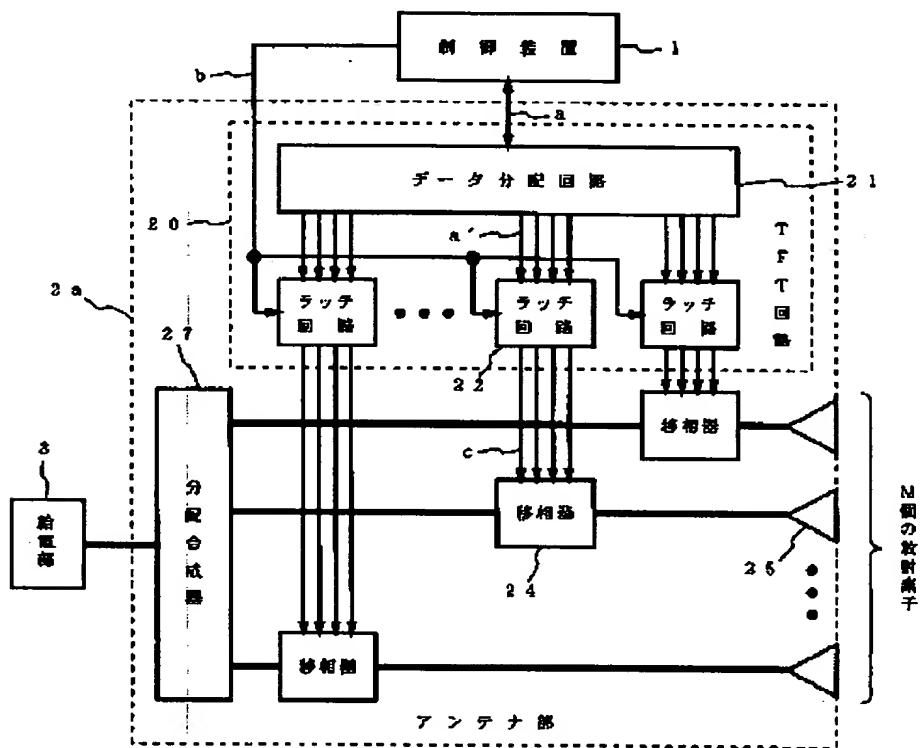 制御装置
1
b
a
データ分配回路
21
20
a'
TFT回路
2a
ラッチ回路
ラッチ回路
ラッチ回路
27
22
移相器
3
c
給電部
分配合成器
移相器
25
M個の放射素子
24
移相器
アンテナ部